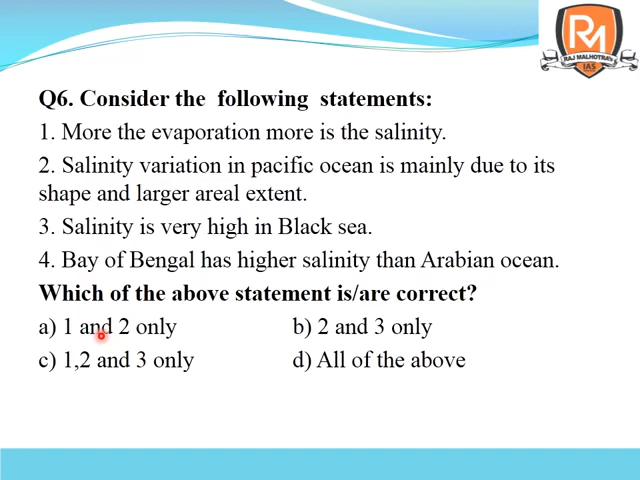 RM
RAJ MALHOTRA'S
IAS
Q6. Consider the following statements:
1. More the evaporation more is the salinity.
2. Salinity variation in pacific ocean is mainly due to its
shape and larger areal extent.
3. Salinity is very high in Black sea.
4. Bay of Bengal has higher salinity than Arabian ocean.
Which of the above statement is/are correct?
a) 1 and 2 only b) 2 and 3 only
c) 1,2 and 3 only d) All of the above